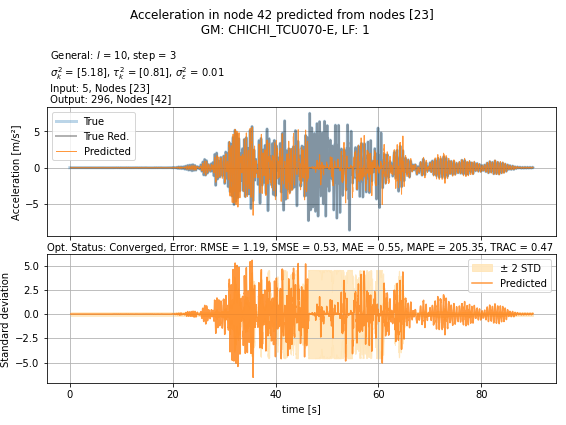 Acceleration in node 42 predicted from nodes [23]
GM: CHICHI_TCU070-E, LF: 1
General: l = 10, step = 3
σ²ₖ = [5.18], τ²ₖ = [0.81], σ²ε = 0.01
Input: 5, Nodes [23]
Output: 296, Nodes [42]
Acceleration [m/s²]
5
0
−5
True
True Red.
Predicted
Opt. Status: Converged, Error: RMSE = 1.19, SMSE = 0.53, MAE = 0.55, MAPE = 205.35, TRAC = 0.47
Standard deviation
5.0
2.5
0.0
−2.5
−5.0
± 2 STD
Predicted
0 20 40 60 80
time [s]